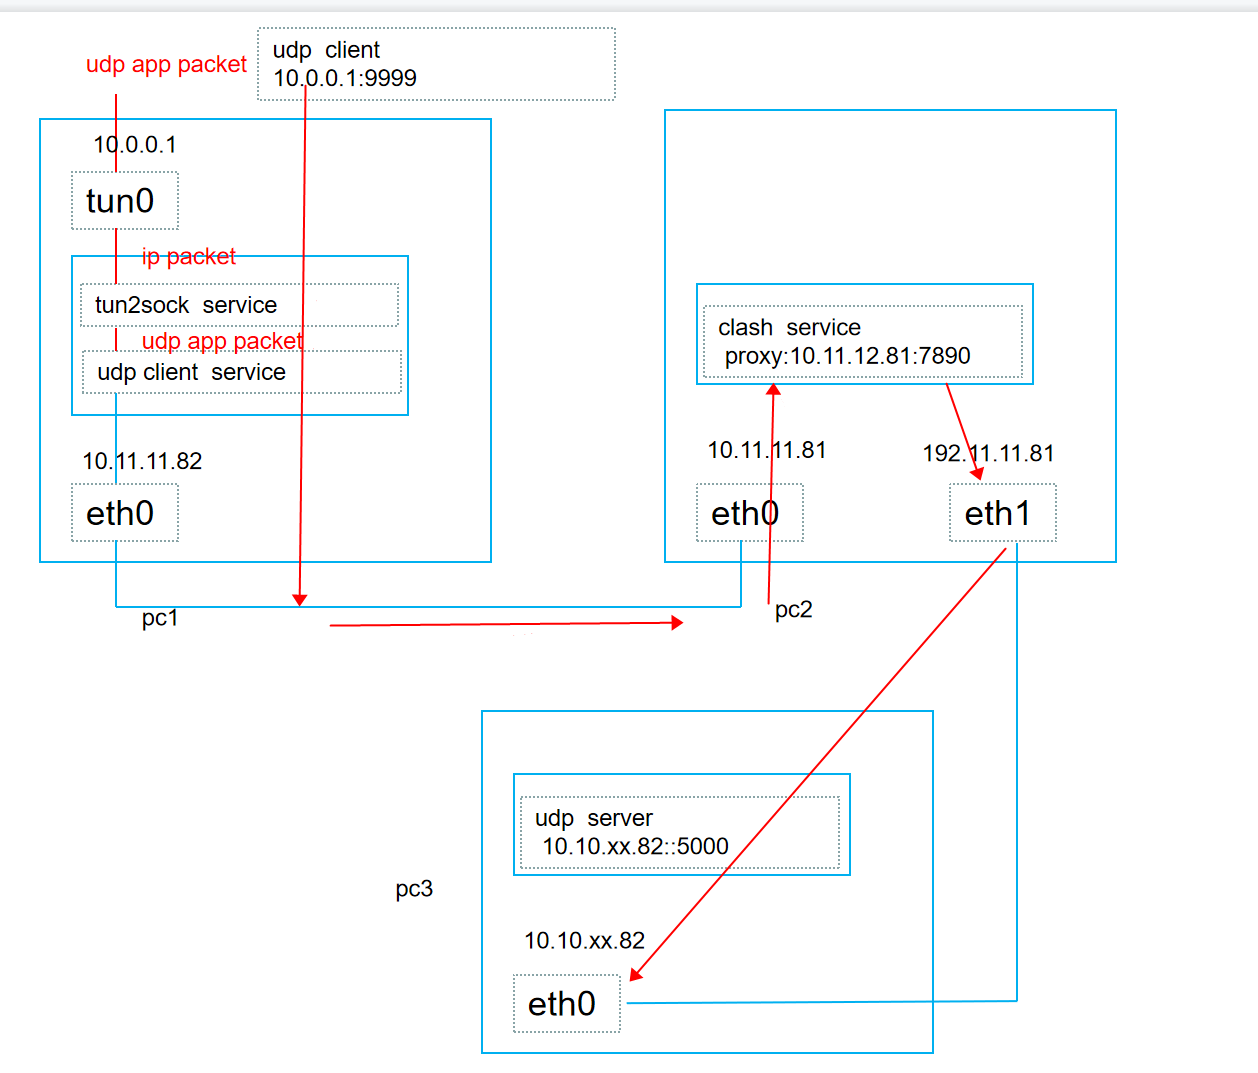 udp app packet
udp  client
10.0.0.1:9999
10.0.0.1
tun0
ip packet
tun2sock  service
udp app packet
udp client  service
10.11.11.82
eth0
pc1
clash  service
proxy:10.11.12.81:7890
10.11.11.81
192.11.11.81
eth0
eth1
pc2
udp  server
10.10.xx.82::5000
pc3
10.10.xx.82
eth0